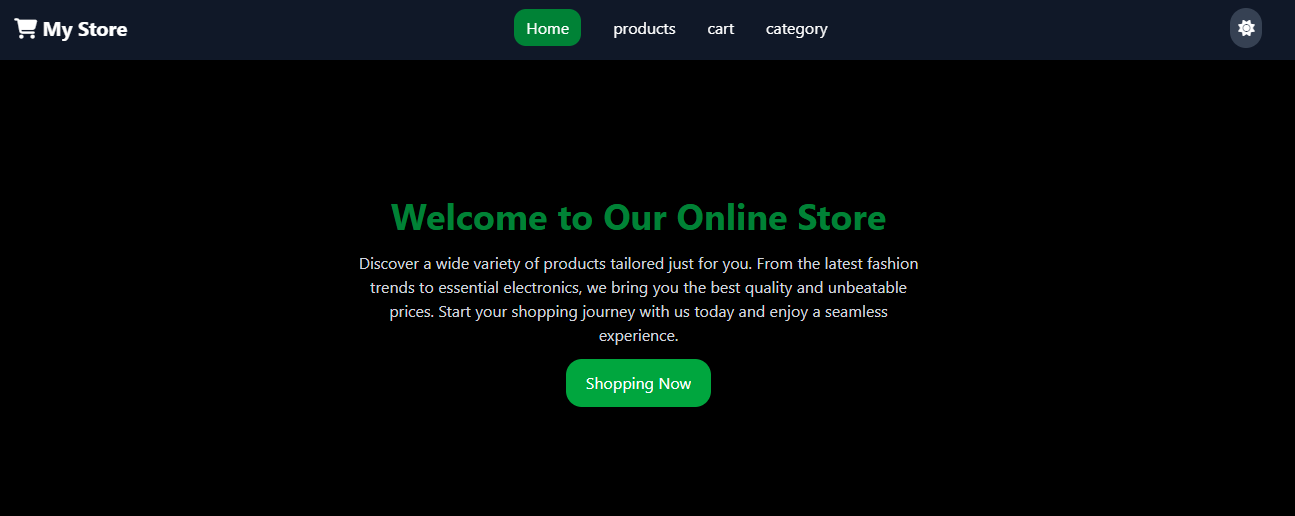 My Store
Home
products
cart
category
Welcome to Our Online Store
Discover a wide variety of products tailored just for you. From the latest fashion
trends to essential electronics, we bring you the best quality and unbeatable
prices. Start your shopping journey with us today and enjoy a seamless
experience.
Shopping Now